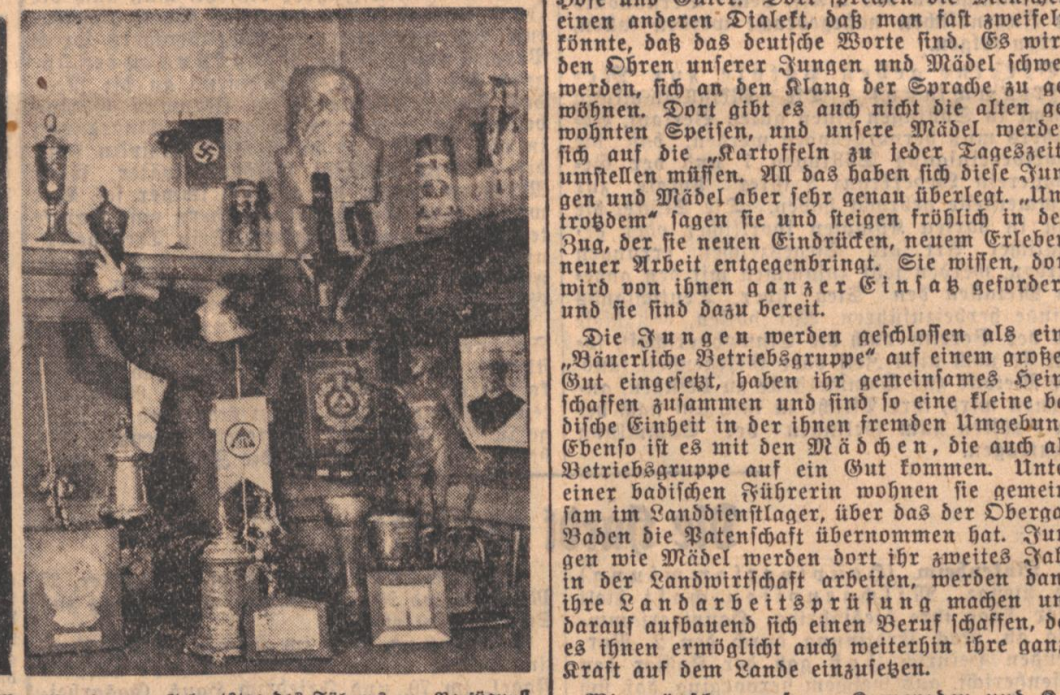 einen anderen Dialekt, daß man fast zweifel
könnte, daß das deutsche Worte sind. Es wir
den Ohren unserer Jungen und Mädel schwe
werden, sich an den Klang der Sprache zu ge
wöhnen. Dort gibt es auch nicht die alten ge
wohnten Speisen, und unsere Mädel werde
sich auf die „Kartoffeln zu jeder Tageszeit
umstellen müssen. All das haben sich diese Jun
gen und Mädel aber sehr genau überlegt. „Un
trotzdem“ sagen sie und steigen fröhlich in de
Zug, der sie neuen Eindrücken, neuem Erleben
neuer Arbeit entgegenbringt. Sie wissen, dor
wird von ihnen ganzer Einsatz gefordert
und sie sind dazu bereit.
Die Jungen werden geschlossen als ein
„Bäuerliche Betriebsgruppe“ auf einem große
Gut eingesetzt, haben ihr gemeinsames Heim
schaffen zusammen und sind so eine kleine ba
dische Einheit in der ihnen fremden Umgebun
Ebenso ist es mit den Mädchen, die auch a
Betriebsgruppe auf ein Gut kommen. Unte
einer badischen Führerin wohnen sie gemein
sam im Landdienstlager, über das der Oberga
Baden die Patenschaft übernommen hat. Jun
gen wie Mädel werden dort ihr zweites Jah
in der Landwirtschaft arbeiten, werden dan
ihre Landarbeitsprüfung machen un
darauf aufbauend sich einen Beruf schaffen, de
es ihnen ermöglicht auch weiterhin ihre gan
Kraft auf dem Lande einzusetzen.